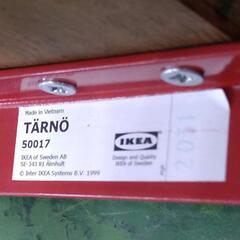 Made in Vietnam
TÄRNÖ
50017
IKEA of Sweden AB
SE-343 81 Älmhult
© Inter IKEA Systems B.V. 1999
IKEA
Design and Quality
IKEA of Sweden